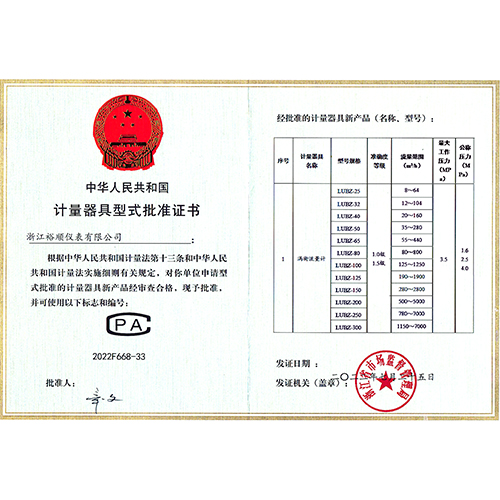 中华人民共和国
计量器具型式批准证书
浙江裕顺仪表有限公司：
根据中华人民共和国计量法第十三条和中华人民
共和国计量法实施细则有关规定，对你单位申请型
式批准的计量器具新产品经审查合格，现予批准，
并可使用以下标志和编号：
CPA
2022F668-33
批准人：
经批准的计量器具新产品（名称、型号）：
序号 计量器具名称 型号规格 准确度等级 流量范围（m³/h） 最大工作压力（MPa） 公称压力（MPa）
1 涡街流量计 1.0级 1.5级 3.5 1.6 2.5 4.0
LUBZ-25 8~64
LUBZ-32 12~104
LUBZ-40 20~160
LUBZ-50 35~280
LUBZ-65 55~440
LUBZ-80 80~400
LUBZ-100 125~1250
LUBZ-125 190~1900
LUBZ-150 280~2800
LUBZ-200 500~5000
LUBZ-250 780~7000
LUBZ-300 1150~7000
发证日期：
发证机关（盖章）：
浙江省市场监督管理局